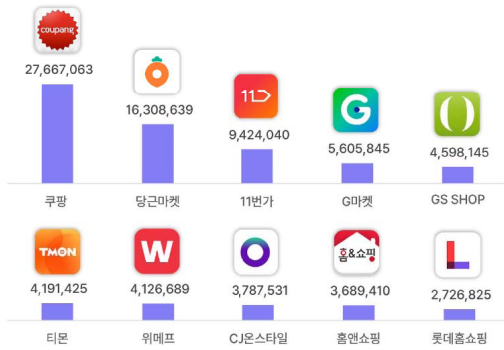 coupang
27,667,063
16,308,639
11
9,424,040
G
5,605,845
4,598,145
쿠팡
당근마켓
11번가
G마켓
GS SHOP
TMON
W
홈&쇼핑
L
4,191,425
4,126,689
3,787,531
3,689,410
2,726,825
티몬
위메프
CJ온스타일
홈앤쇼핑
롯데홈쇼핑